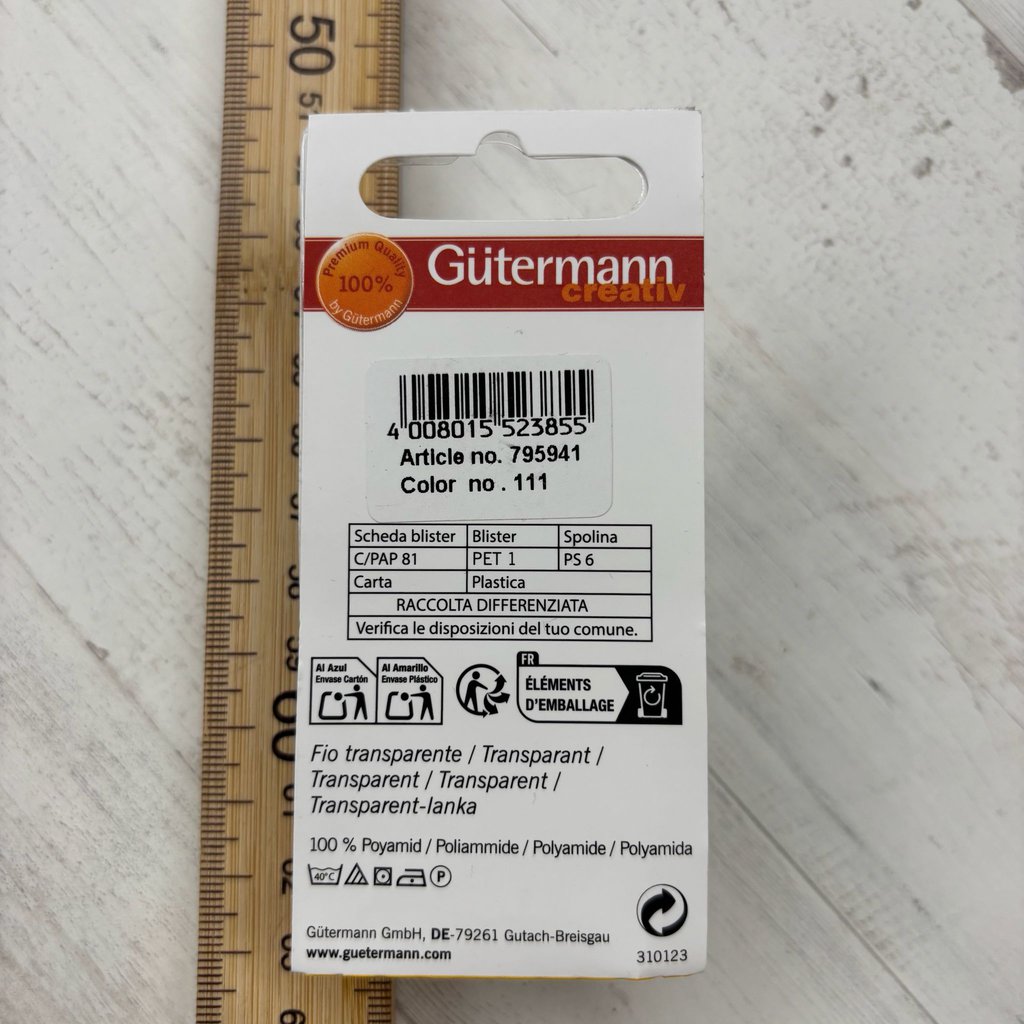 50
Premium Quality
100%
by Gütermann
Gütermann
creativ
4 008015 523855
Article no. 795941
Color no. 111
Scheda blister Blister Spolina
C/PAP 81 PET 1 PS 6
Carta Plastica
RACCOLTA DIFFERENZIATA
Verifica le disposizioni del tuo comune.
Al Azul
Envase Cartón
Al Amarillo
Envase Plástico
FR
ÉLÉMENTS
D'EMBALLAGE
Fio transparente / Transparant /
Transparent / Transparent /
Transparent-lanka
100 % Poyamid / Poliammide / Polyamide / Polyamida
40°C P
Gütermann GmbH, DE-79261 Gutach-Breisgau
www.guetermann.com
310123